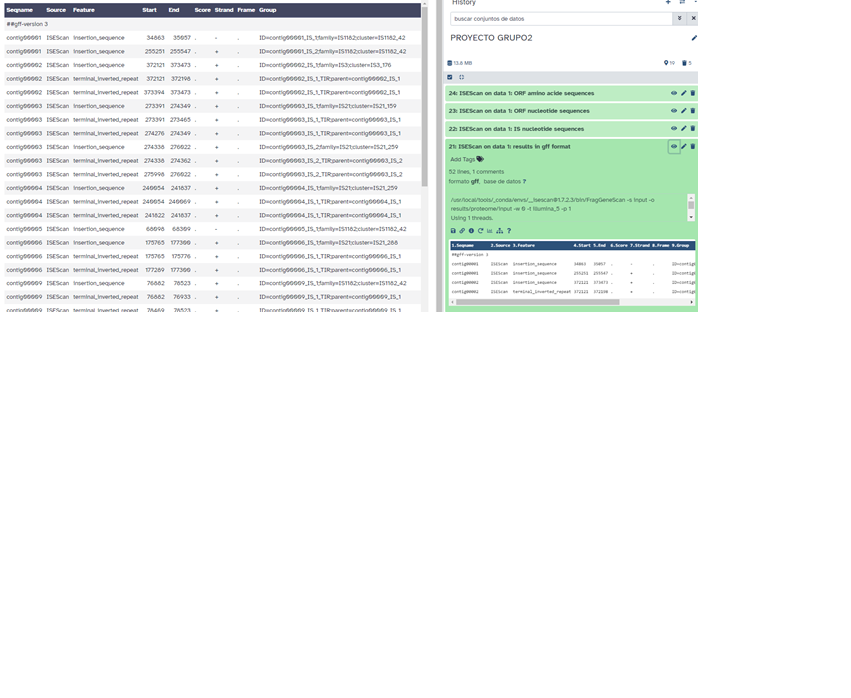 Seqname Source Feature Start End Score Strand Frame Group
##gff-version 3
contig00001 ISEScan insertion_sequence 34863 35057 . - . ID=contig00001_IS_1;family=IS1182;cluster=IS1182_42
contig00001 ISEScan insertion_sequence 255251 255547 . + . ID=contig00001_IS_2;family=IS1182;cluster=IS1182_42
contig00002 ISEScan insertion_sequence 372121 373473 . + . ID=contig00002_IS_1;family=IS3;cluster=IS3_176
contig00002 ISEScan terminal_inverted_repeat 372121 372196 . + . ID=contig00002_IS_1_TIR;parent=contig00002_IS_1
contig00002 ISEScan terminal_inverted_repeat 373394 373473 . + . ID=contig00002_IS_1_TIR;parent=contig00002_IS_1
contig00003 ISEScan insertion_sequence 273391 274349 . + . ID=contig00003_IS_1;family=IS21;cluster=IS21_159
contig00003 ISEScan terminal_inverted_repeat 273391 273465 . + . ID=contig00003_IS_1_TIR;parent=contig00003_IS_1
contig00003 ISEScan terminal_inverted_repeat 274276 274349 . + . ID=contig00003_IS_1_TIR;parent=contig00003_IS_1
contig00003 ISEScan insertion_sequence 274338 276022 . + . ID=contig00003_IS_2;family=IS21;cluster=IS21_259
contig00003 ISEScan terminal_inverted_repeat 274338 274362 . + . ID=contig00003_IS_2_TIR;parent=contig00003_IS_2
contig00003 ISEScan terminal_inverted_repeat 275998 276022 . + . ID=contig00003_IS_2_TIR;parent=contig00003_IS_2
contig00004 ISEScan insertion_sequence 240054 241637 . + . ID=contig00004_IS_1;family=IS21;cluster=IS21_259
contig00004 ISEScan terminal_inverted_repeat 240054 240069 . + . ID=contig00004_IS_1_TIR;parent=contig00004_IS_1
contig00004 ISEScan terminal_inverted_repeat 241622 241637 . + . ID=contig00004_IS_1_TIR;parent=contig00004_IS_1
contig00005 ISEScan insertion_sequence 68098 68309 . - . ID=contig00005_IS_1;family=IS1182;cluster=IS1182_42
contig00006 ISEScan insertion_sequence 175765 177300 . + . ID=contig00006_IS_1;family=IS21;cluster=IS21_268
contig00006 ISEScan terminal_inverted_repeat 175765 175776 . + . ID=contig00006_IS_1_TIR;parent=contig00006_IS_1
contig00006 ISEScan terminal_inverted_repeat 177289 177300 . + . ID=contig00006_IS_1_TIR;parent=contig00006_IS_1
contig00009 ISEScan insertion_sequence 76882 78523 . + . ID=contig00009_IS_1;family=IS1182;cluster=IS1182_42
contig00009 ISEScan terminal_inverted_repeat 76882 76933 . + . ID=contig00009_IS_1_TIR;parent=contig00009_IS_1
contig00009 ISEScan terminal_inverted_repeat 78469 78523 . + . ID=contig00009_IS_1_TIR;parent=contig00009_IS_1
History
buscar conjuntos de datos
PROYECTO GRUPO2
13.6 MB 19 5
24: ISEScan on data 1: ORF amino acide sequences
23: ISEScan on data 1: ORF nucleotide sequences
22: ISEScan on data 1: IS nucleotide sequences
21: ISEScan on data 1: results in gff format
Add Tags
52 lines, 1 comments
formato gff, base de datos ?
/usr/local/tools/_conda/envs/__isescan@1.7.2.3/bin/FragGeneScan -s input -o
results/proteome/input -w 0 -t illumina_5 -p 1
Using 1 threads.
1.Seqname 2.Source 3.Feature 4.Start 5.End 6.Score 7.Strand 8.Frame 9.Group
##gff-version 3
contig00001 ISEScan insertion_sequence 34863 35057 . - . ID=contig0
contig00001 ISEScan insertion_sequence 255251 255547 . + . ID=contig0
contig00002 ISEScan insertion_sequence 372121 373473 . + . ID=contig0
contig00002 ISEScan terminal_inverted_repeat 372121 372196 . + . ID=contig0